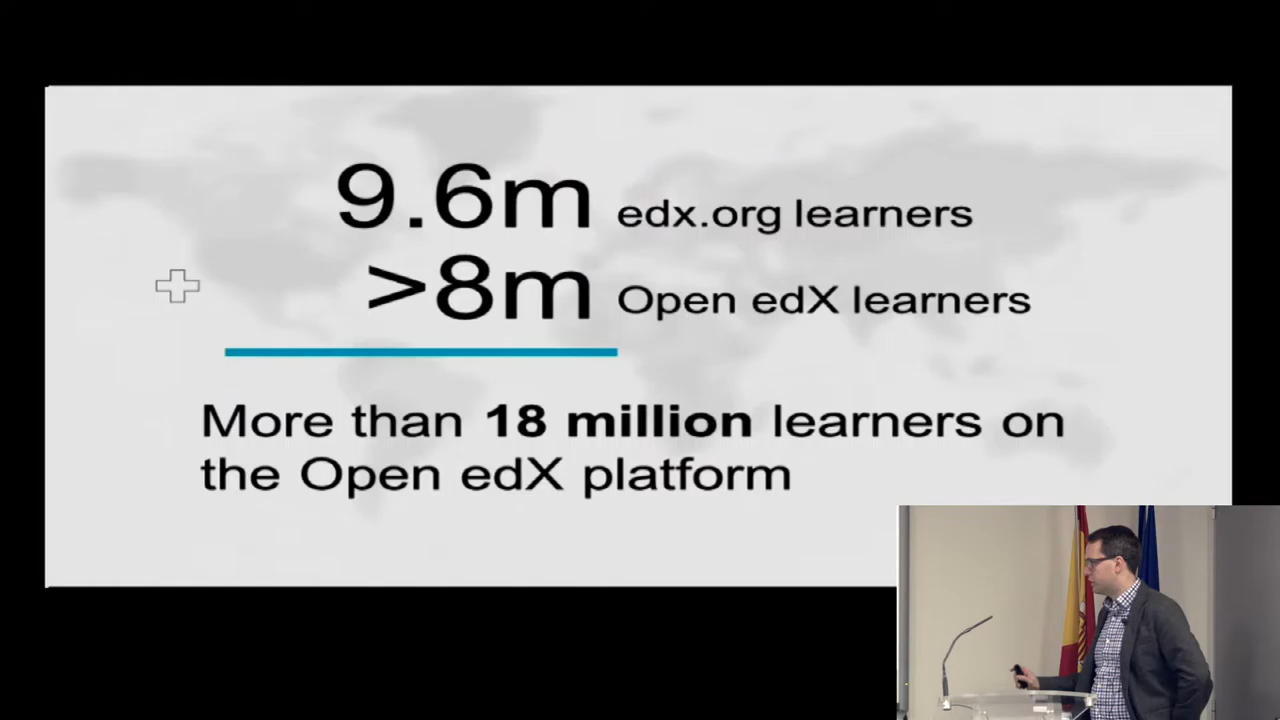 9.6m edx.org learners
>8m Open edX learners
More than 18 million learners on
the Open edX platform